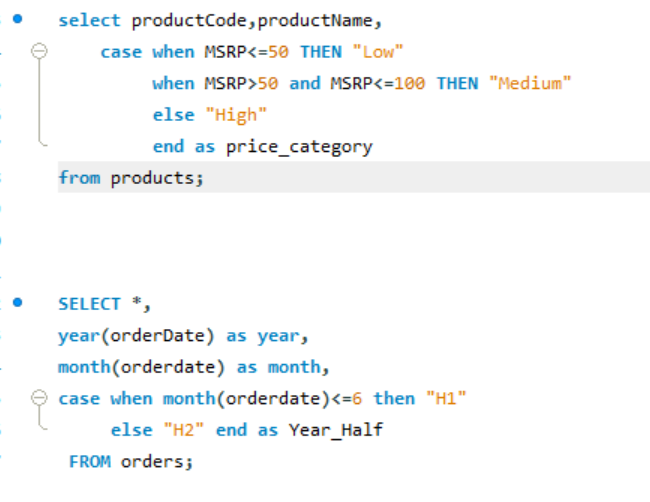 select productCode,productName,
case when MSRP<=50 THEN "Low"
when MSRP>50 and MSRP<=100 THEN "Medium"
else "High"
end as price_category
from products;
SELECT *,
year(orderDate) as year,
month(orderdate) as month,
case when month(orderdate)<=6 then "H1"
else "H2" end as Year_Half
FROM orders;